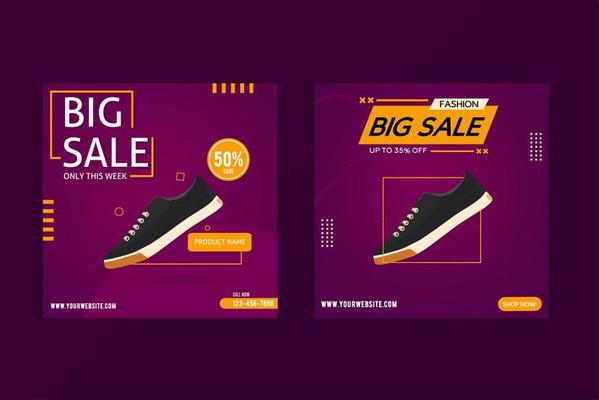 BIG
SALE
ONLY THIS WEEK
50%
SAVE
PRODUCT NAME
WWW.YOURWEBSITE.COM
CALL NOW
123-456-7890
FASHION
BIG SALE
UP TO 35% OFF
WWW.YOURWEBSITE.COM
SHOP NOW